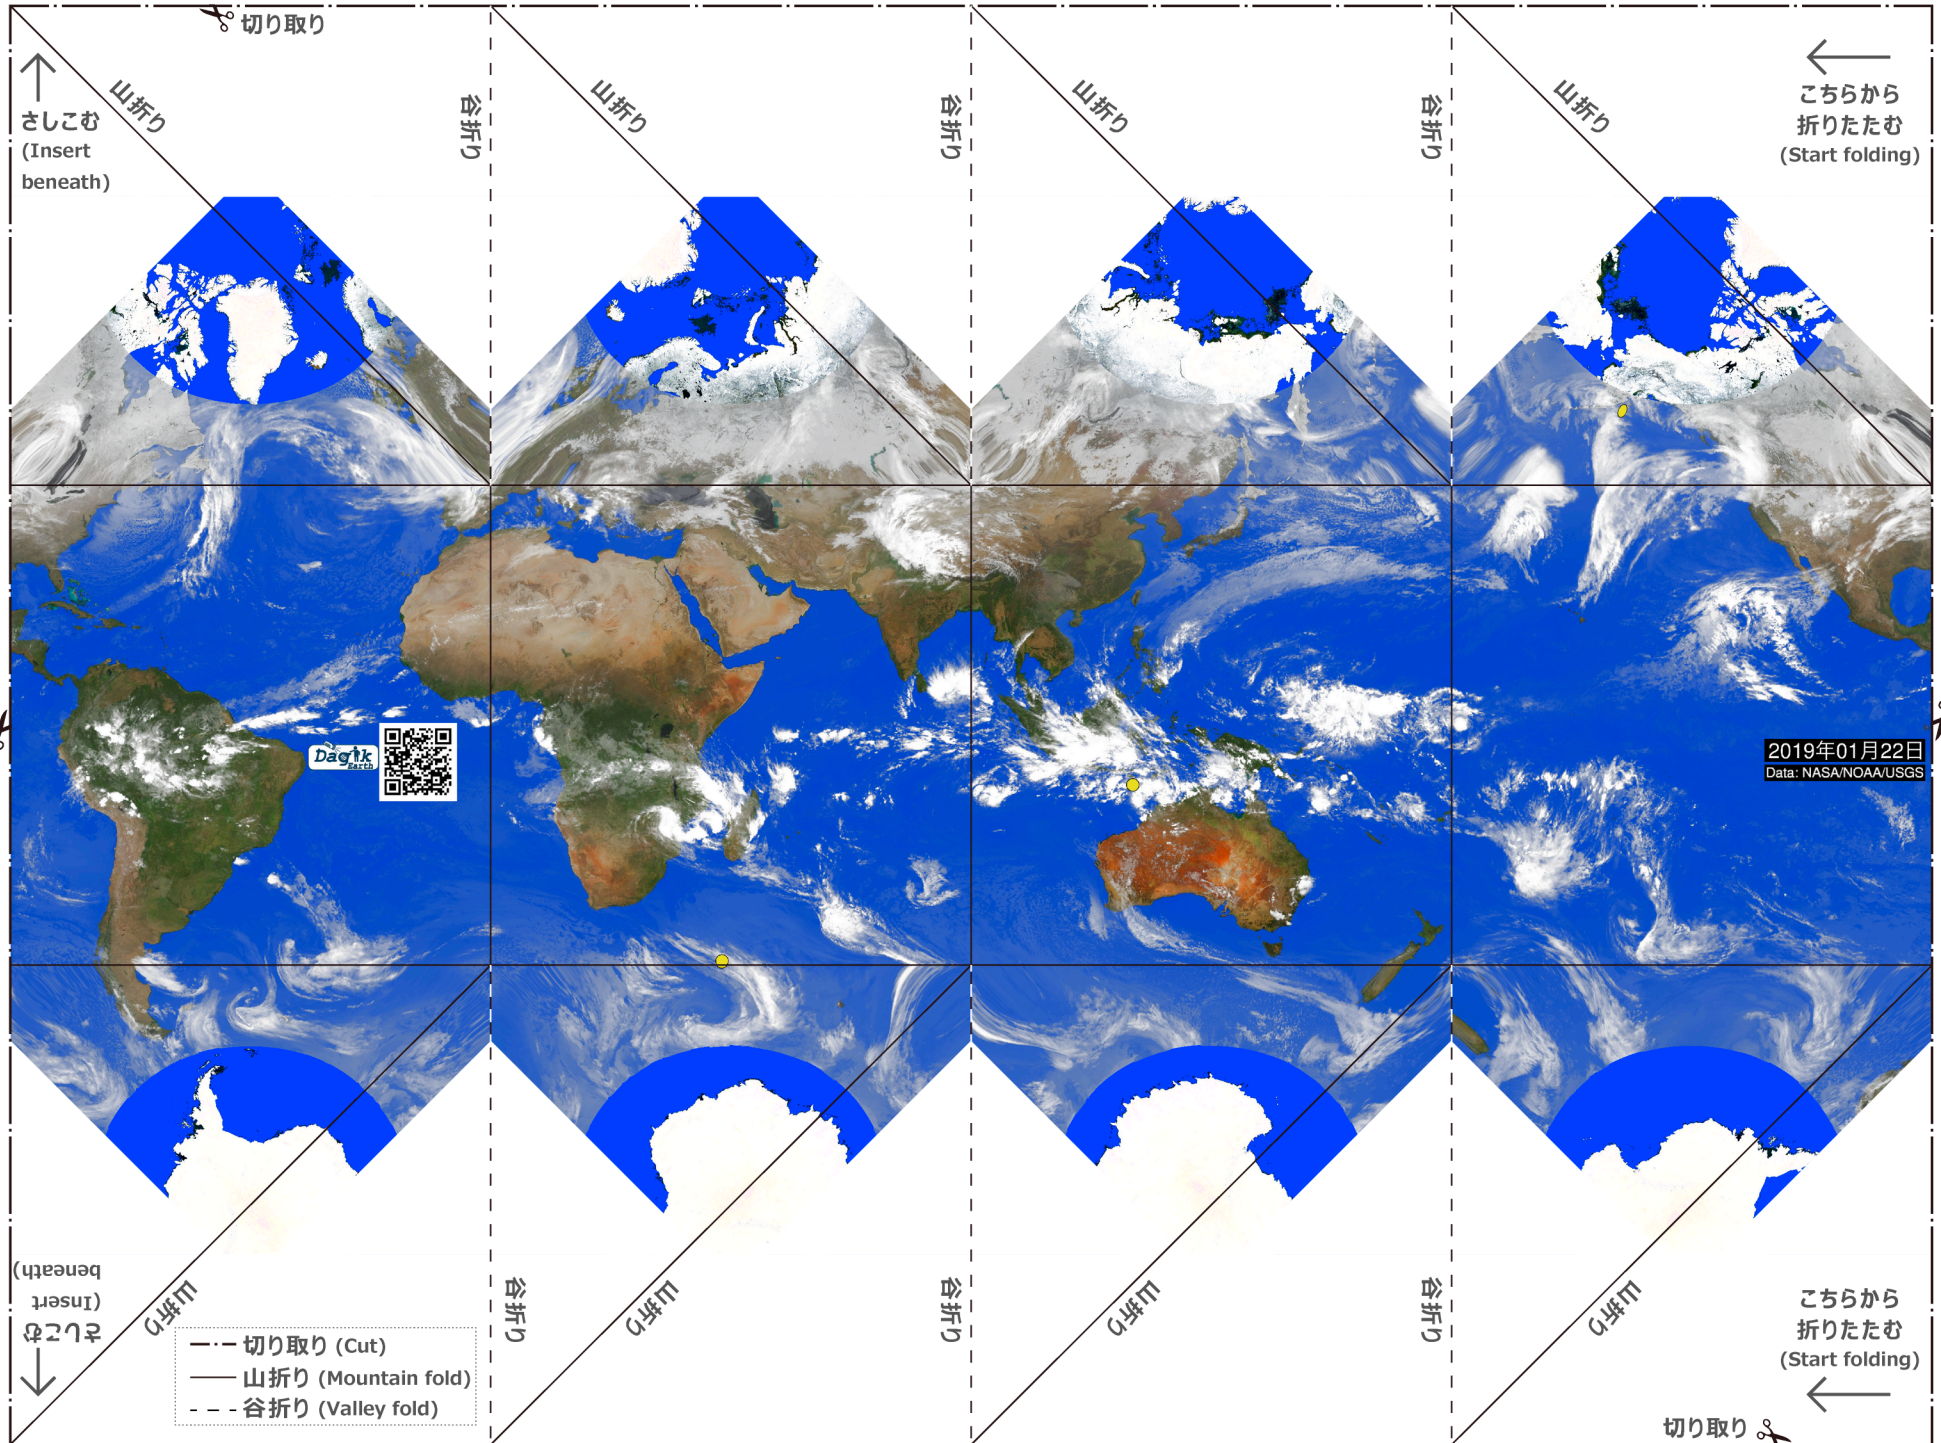 切り取り
さしこむ
(Insert
beneath)
山折り
谷折り
山折り
谷折り
山折り
谷折り
山折り
こちらから
折りたたむ
(Start folding)
Dagik
Earth
2019年01月22日
Data: NASA/NOAA/USGS
さしこむ
(Insert
beneath)
山折り
谷折り
山折り
谷折り
山折り
谷折り
山折り
こちらから
折りたたむ
(Start folding)
切り取り (Cut)
山折り (Mountain fold)
谷折り (Valley fold)
切り取り